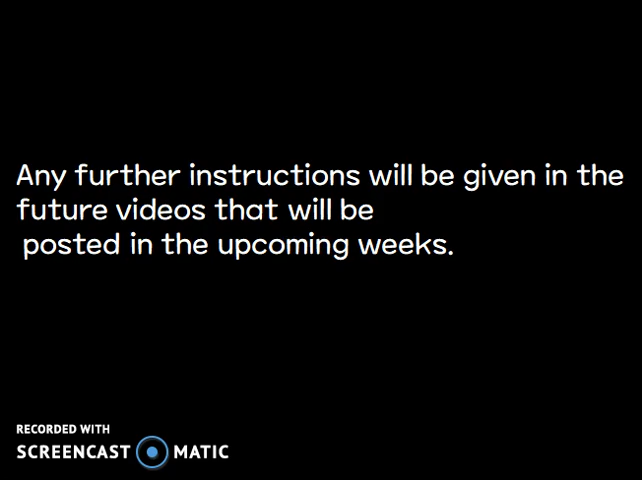 Any further instructions will be given in the
future videos that will be
posted in the upcoming weeks.
RECORDED WITH
SCREENCAST MATIC